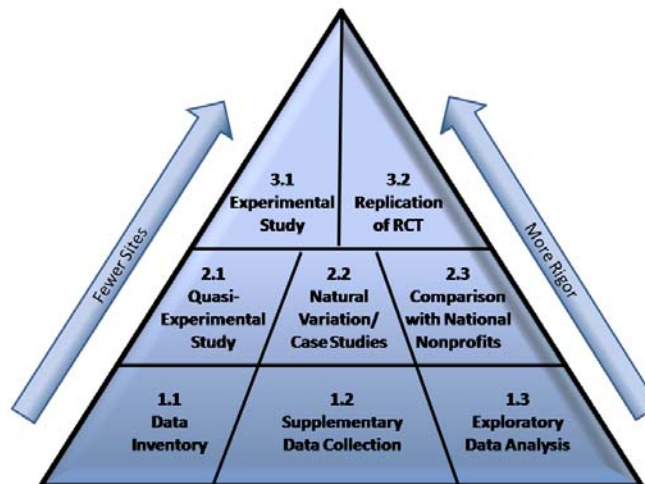 3.1
Experimental
Study
3.2
Replication
of RCT
Fewer Sites
More Rigor
2.1
Quasi-
Experimental
Study
2.2
Natural
Variation/
Case Studies
2.3
Comparison
with National
Nonprofits
1.1
Data
Inventory
1.2
Supplementary
Data Collection
1.3
Exploratory
Data Analysis